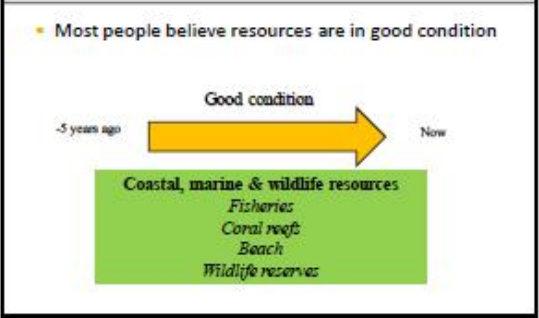 Most people believe resources are in good condition
Good condition
-5 years ago
Now
Coastal, marine & wildlife resources
Fisheries
Coral reefs
Beach
Wildlife reserves